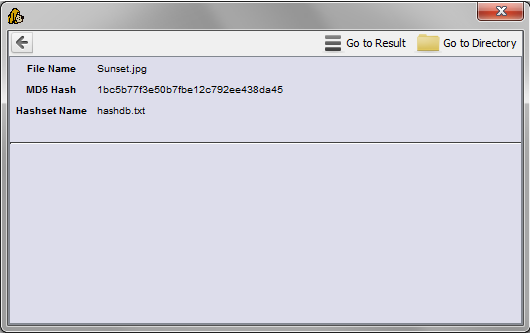 Go to Result Go to Directory
File Name Sunset.jpg
MD5 Hash 1bc5b77f3e50b7fbe12c792ee438da45
Hashset Name hashdb.txt